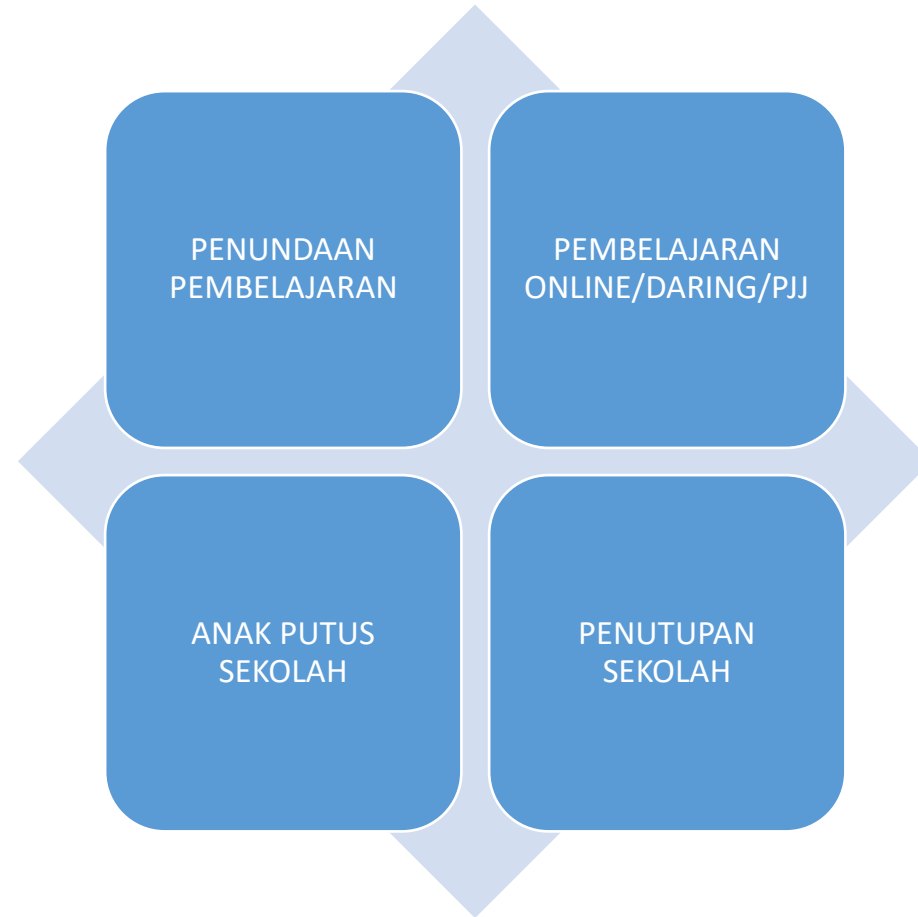 PENUNDAAN
PEMBELAJARAN
PEMBELAJARAN
ONLINE/DARING/PJJ
ANAK PUTUS
SEKOLAH
PENUTUPAN
SEKOLAH